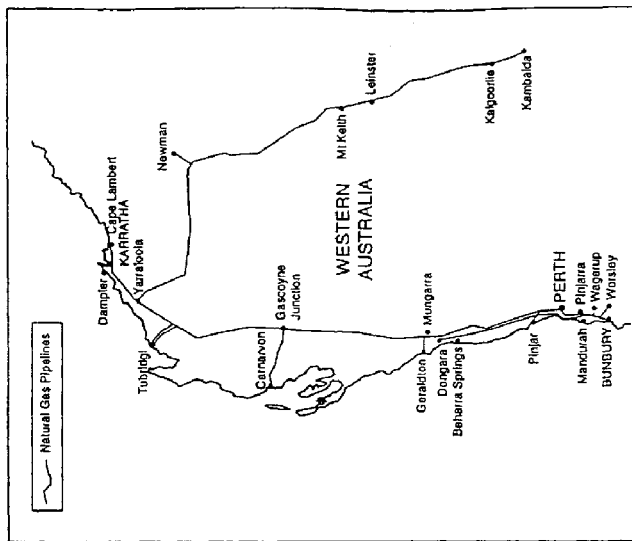 Natural Gas Pipelines
Cape Lambert
KARRATHA
Dampier
Yarraloola
Newman
Tubridgi
Mt Keith
Leinster
Carnarvon
Gascoyne
Junction
WESTERN
AUSTRALIA
Kalgoorlie
Kambalda
Mungarra
Geraldton
Dongara
Beharra Springs
PERTH
Pinjar
Pinjarra
Mandurah
Wagerup
Worsley
BUNBURY